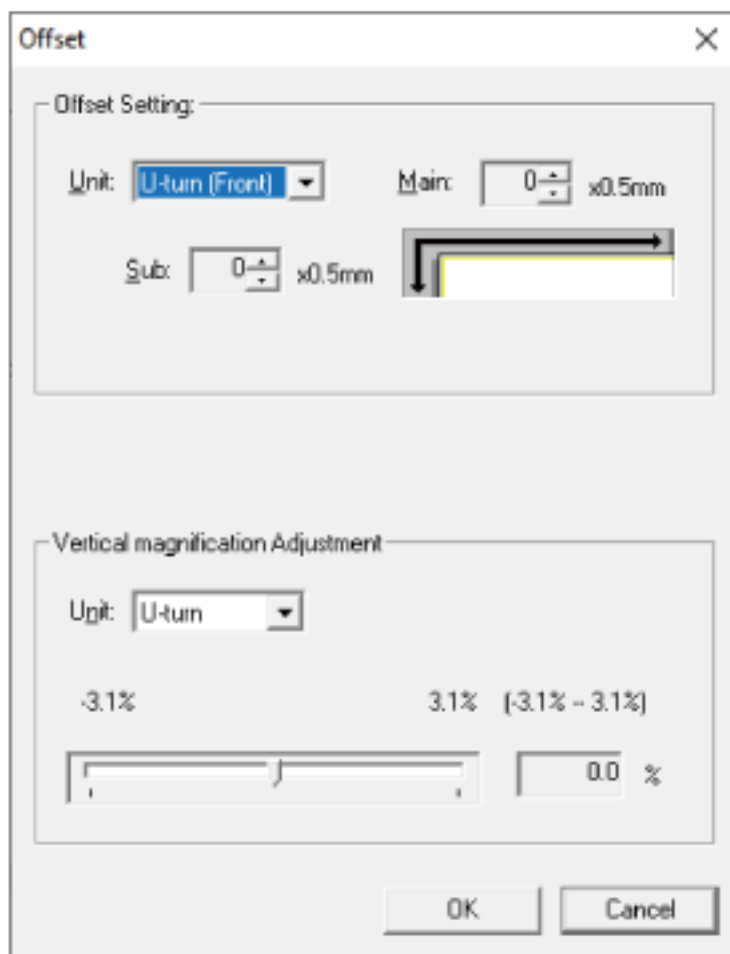 Offset
Offset Setting:
Unit: U-turn (Front) Main: 0 x0.5mm
Sub: 0 x0.5mm
Vertical magnification Adjustment
Unit: U-turn
-3.1% 3.1% (-3.1% -- 3.1%)
0.0 %
OK Cancel